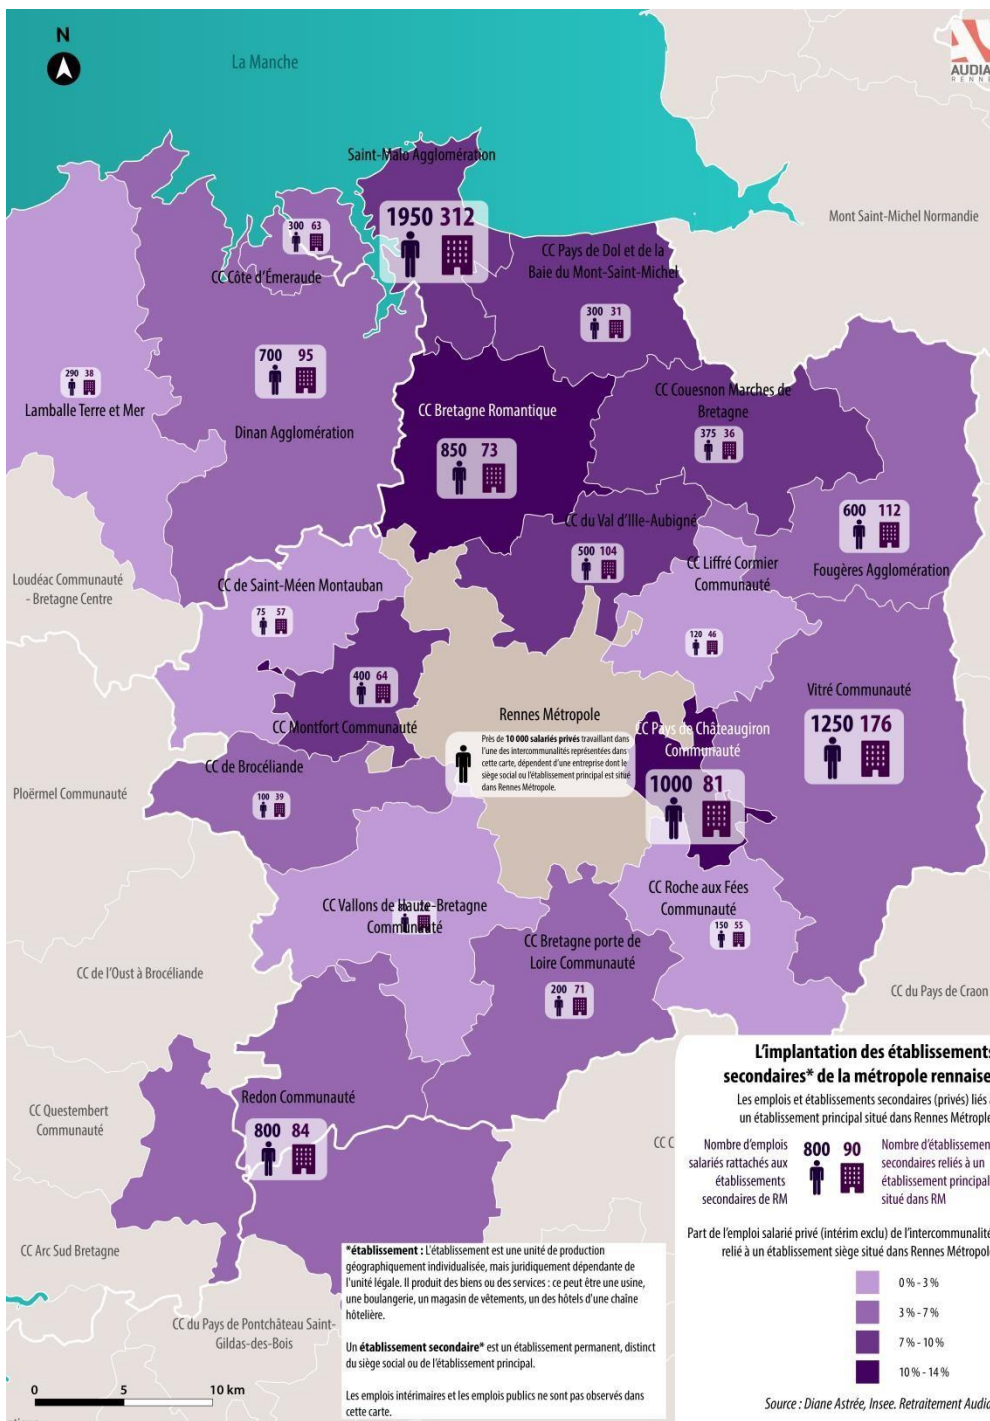 N
La Manche
AUDIA
RENNE
Saint-Malo Agglomération
1950 312
Mont Saint-Michel Normandie
300 63
CC Côte d'Émeraude
CC Pays de Dol et de la
Baie du Mont-Saint-Michel
300 31
700 95
Dinan Agglomération
290 38
Lamballe Terre et Mer
CC Bretagne Romantique
850 73
CC Couesnon Marches de
Bretagne
375 36
CC du Val d'Ille-Aubigné
500 104
600 112
Fougères Agglomération
CC Liffré Cormier
Communauté
120 46
Loudéac Communauté
- Bretagne Centre
CC de Saint-Méen Montauban
75 57
400 64
CC Montfort Communauté
Rennes Métropole
Près de 10 000 salariés privés travaillant dans
l'une des intercommunalités représentées dans
cette carte, dépendent d'une entreprise dont le
siège social ou l'établissement principal est situé
dans Rennes Métropole.
CC Pays de Châteaugiron
Communauté
1000 81
Vitré Communauté
1250 176
CC de Brocéliande
100 39
Ploërmel Communauté
CC Vallons de Haute-Bretagne
Communauté
CC Roche aux Fées
Communauté
150 55
CC Bretagne porte de
Loire Communauté
200 71
CC de l'Oust à Brocéliande
CC du Pays de Craon
Redon Communauté
800 84
CC Questembert
Communauté
CC C
CC Arc Sud Bretagne
CC du Pays de Pontchâteau Saint-
Gildas-des-Bois
0 5 10 km
*établissement : L'établissement est une unité de production
géographiquement individualisée, mais juridiquement dépendante de
l'unité légale. Il produit des biens ou des services : ce peut être une usine,
une boulangerie, un magasin de vêtements, un des hôtels d'une chaîne
hôtelière.
Un établissement secondaire* est un établissement permanent, distinct
du siège social ou de l'établissement principal.
Les emplois intérimaires et les emplois publics ne sont pas observés dans
cette carte.
L'implantation des établissements
secondaires* de la métropole rennaise
Les emplois et établissements secondaires (privés) liés
un établissement principal situé dans Rennes Métrople
Nombre d'emplois
salariés rattachés aux
établissements
secondaires de RM
800 90
Nombre d'établissemen
secondaires reliés à un
établissement principal
situé dans RM
Part de l'emploi salarié privé (intérim exclu) de l'intercommunalité
relié à un établissement siège situé dans Rennes Métropol
0 % - 3 %
3 % - 7 %
7 % - 10 %
10 % - 14 %
Source : Diane Astrée, Insee. Retraitement Audia